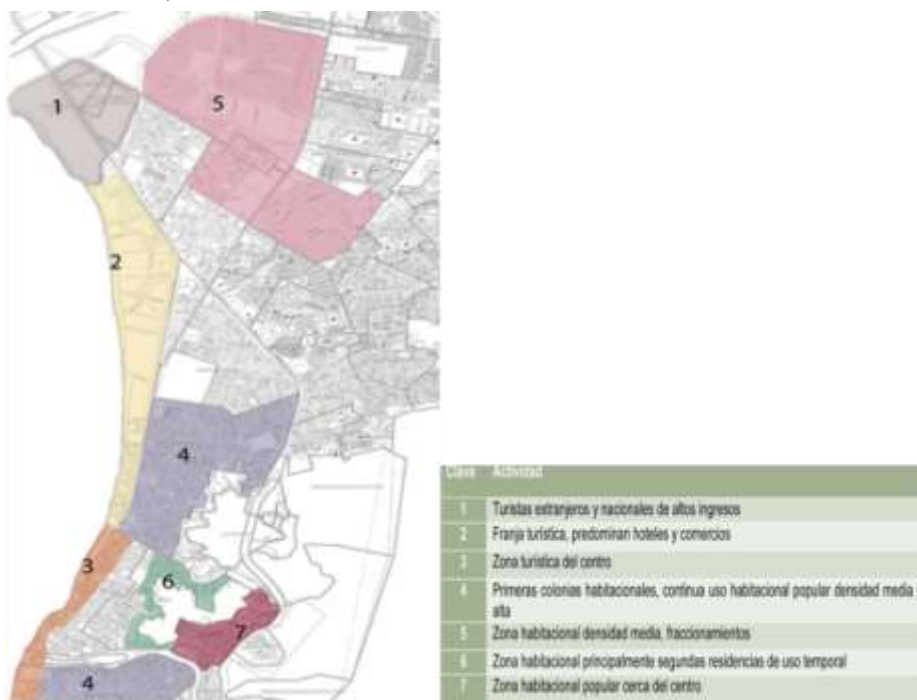 1
5
2
4
3
6
7
4
Clave Actividad
1 Turistas extranjeros y nacionales de altos ingresos
2 Franja turística, predominan hoteles y comercios
3 Zona turística del centro
4 Primeras colonias habitacionales, continua uso habitacional popular densidad media
alta
5 Zona habitacional densidad media, fraccionamientos
6 Zona habitacional principalmente segundas residencias de uso temporal
7 Zona habitacional popular cerca del centro